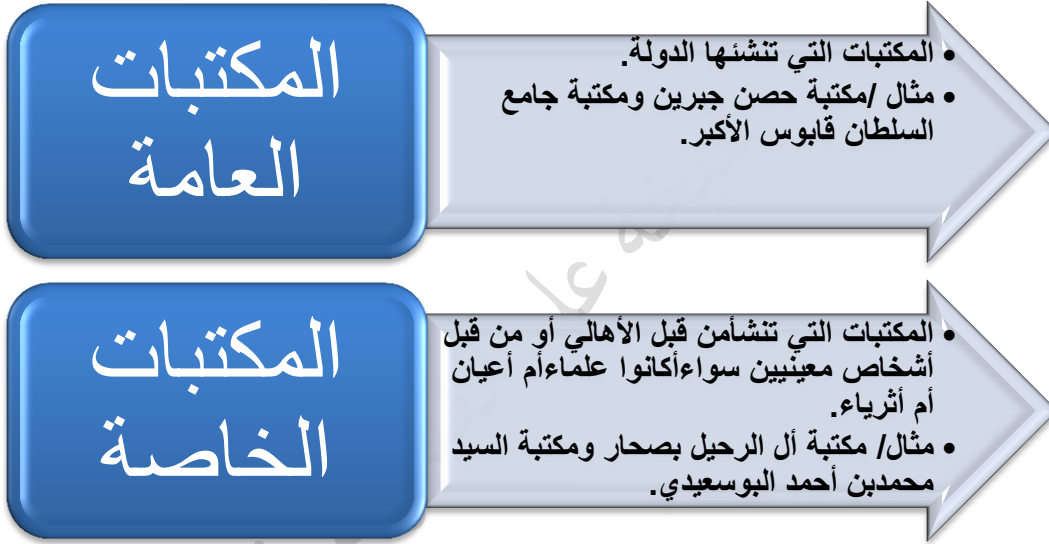 المكتبات
العامة
• المكتبات التي تنشئها الدولة.
• مثال /مكتبة حصن جبرين ومكتبة جامع
السلطان قابوس الأكبر.
المكتبات
الخاصة
• المكتبات التي تنشأمن قبل الأهالي أو من قبل
أشخاص معينيين سواءأكانوا علماءأم أعيان
أم أثرياء.
• مثال/ مكتبة أل الرحيل بصحار ومكتبة السيد
محمدبن أحمد البوسعيدي.